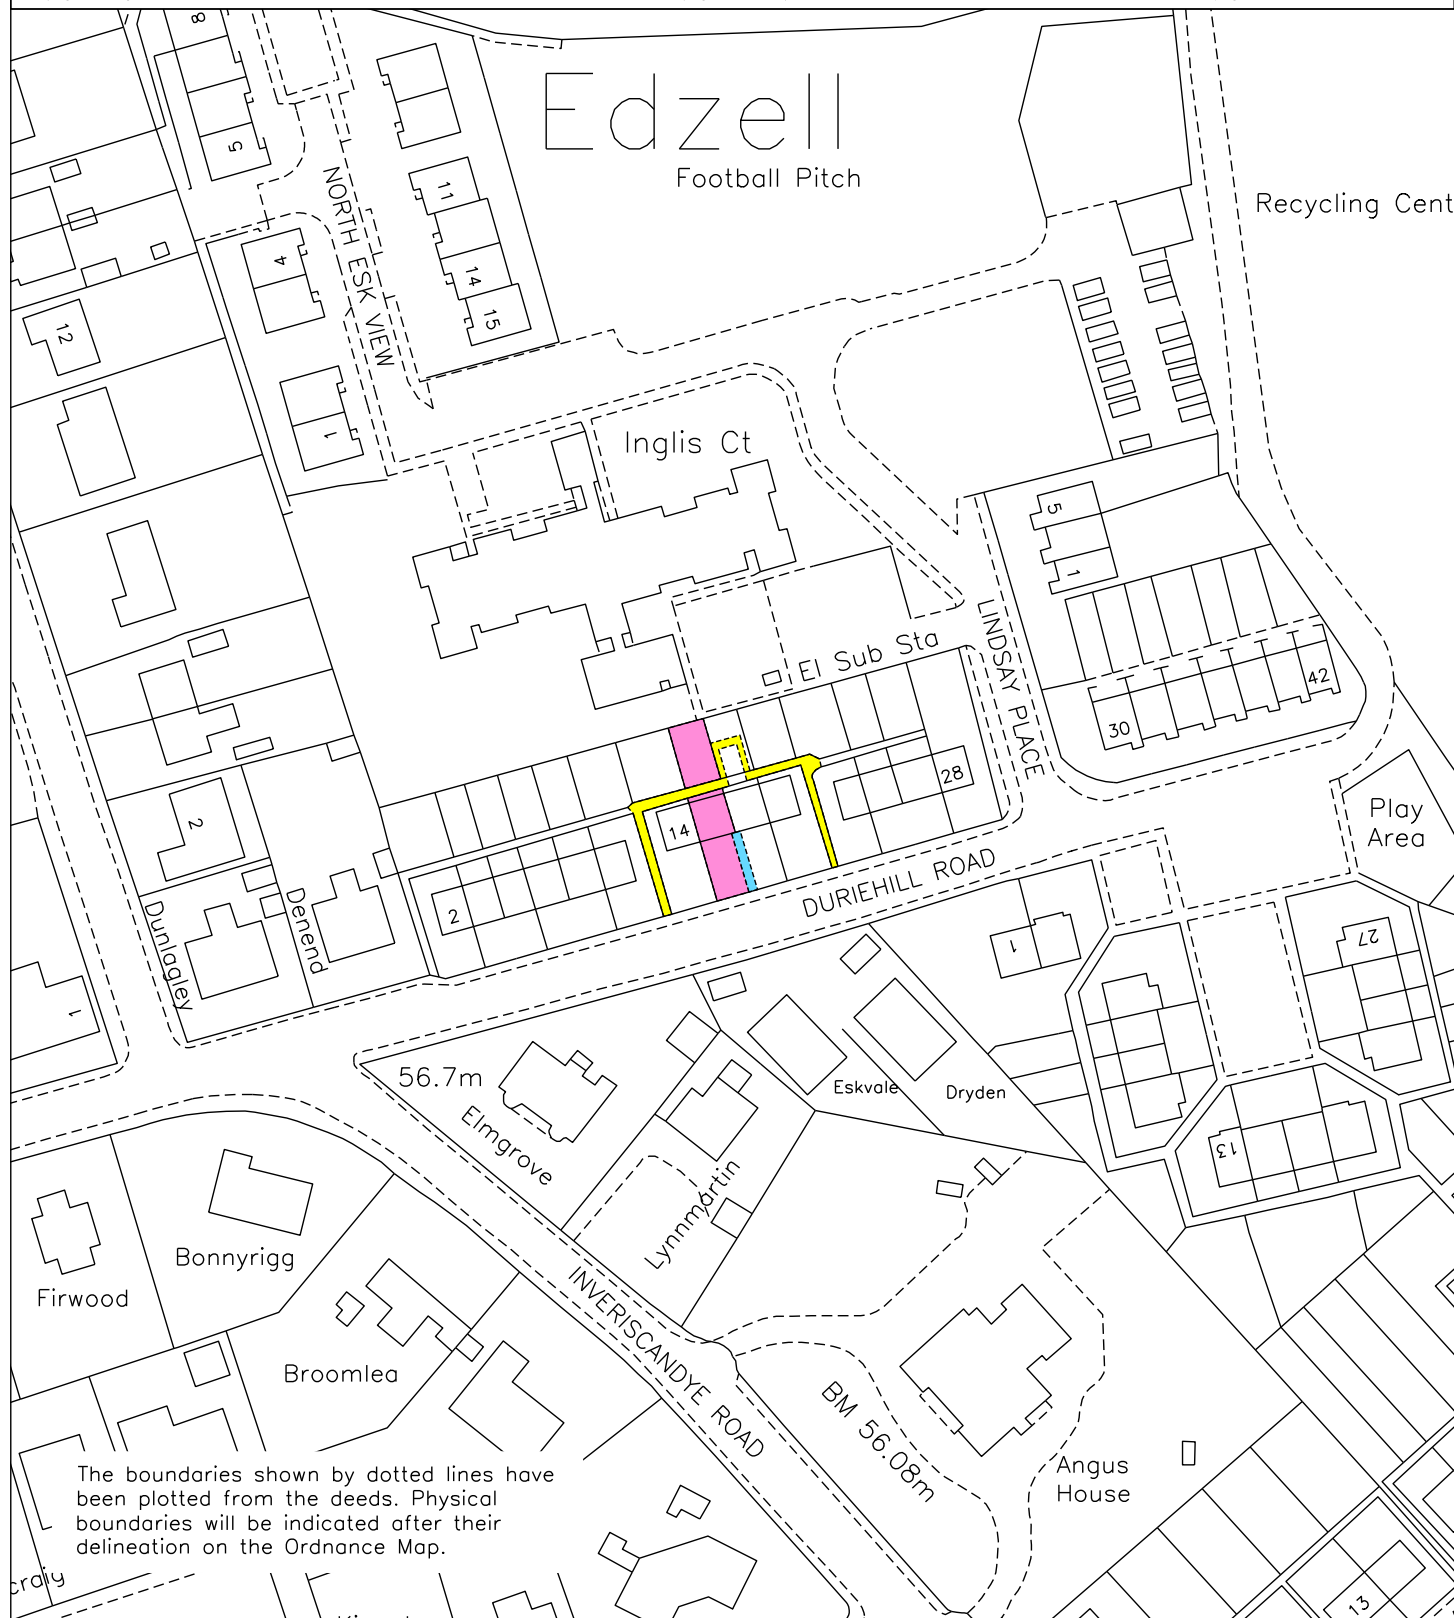 Edzell
Football Pitch
Recycling Cent
8
5
NORTH ESK VIEW
11
4
14
15
12
1
Inglis Ct
5
1
El Sub Sta
LINDSAY PLACE
42
30
28
Play
Area
2
14
DURIEHILL ROAD
2
Dunlagley
Denend
1
27
1
56.7m
Elmgrove
Eskvale
Dryden
13
Lynnmartin
Bonnyrigg
Firwood
INVERISCANDYE ROAD
Broomlea
BM 56.08m
Angus
House
The boundaries shown by dotted lines have
been plotted from the deeds. Physical
boundaries will be indicated after their
delineation on the Ordnance Map.
craig
13